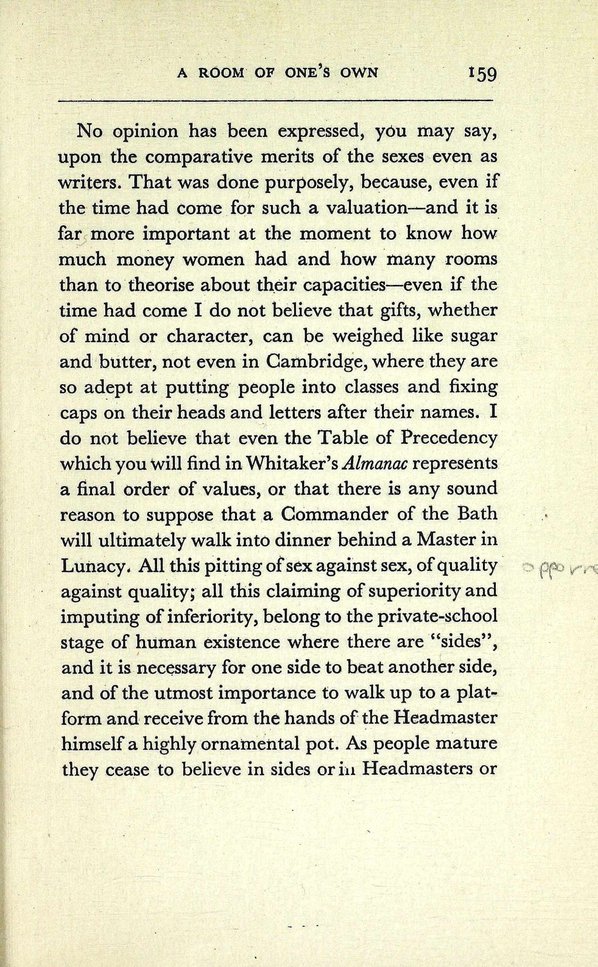 A ROOM OF ONE'S OWN 159
No opinion has been expressed, you may say,
upon the comparative merits of the sexes even as
writers. That was done purposely, because, even if
the time had come for such a valuation—and it is
far more important at the moment to know how
much money women had and how many rooms
than to theorise about their capacities—even if the
time had come I do not believe that gifts, whether
of mind or character, can be weighed like sugar
and butter, not even in Cambridge, where they are
so adept at putting people into classes and fixing
caps on their heads and letters after their names. I
do not believe that even the Table of Precedency
which you will find in Whitaker's Almanac represents
a final order of values, or that there is any sound
reason to suppose that a Commander of the Bath
will ultimately walk into dinner behind a Master in
Lunacy. All this pitting of sex against sex, of quality
against quality; all this claiming of superiority and
imputing of inferiority, belong to the private-school
stage of human existence where there are "sides",
and it is necessary for one side to beat another side,
and of the utmost importance to walk up to a plat-
form and receive from the hands of the Headmaster
himself a highly ornamental pot. As people mature
they cease to believe in sides or in Headmasters or